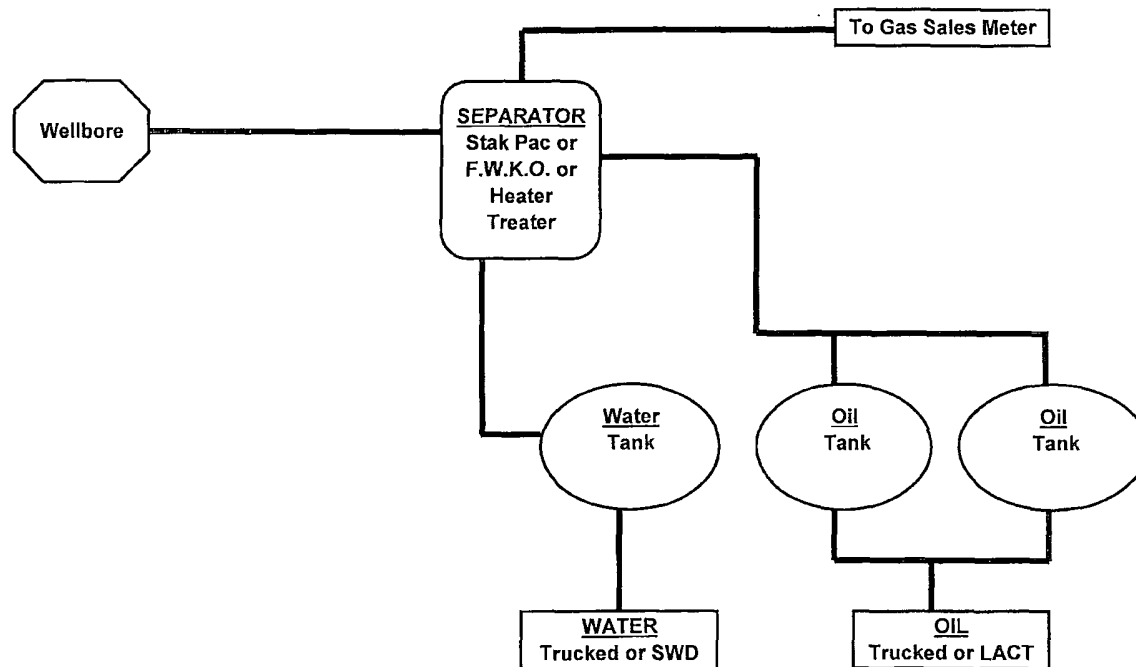 To Gas Sales Meter
Wellbore
SEPARATOR
Stak Pac or
F.W.K.O. or
Heater
Treater
Water
Tank
Oil
Tank
Oil
Tank
WATER
Trucked or SWD
OIL
Trucked or LACT